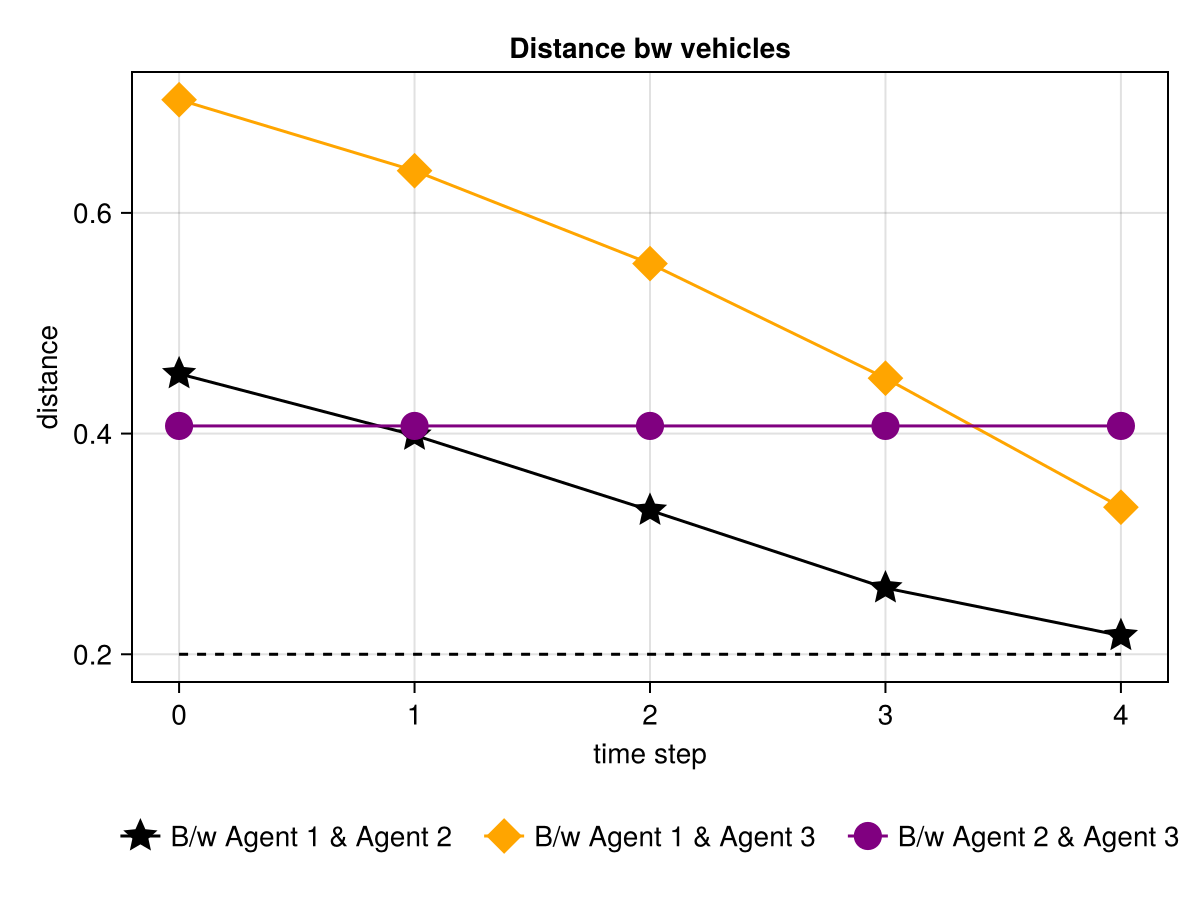 Distance bw vehicles
distance
0.6
0.4
0.2
0 1 2 3 4
time step
B/w Agent 1 & Agent 2 B/w Agent 1 & Agent 3 B/w Agent 2 & Agent 3